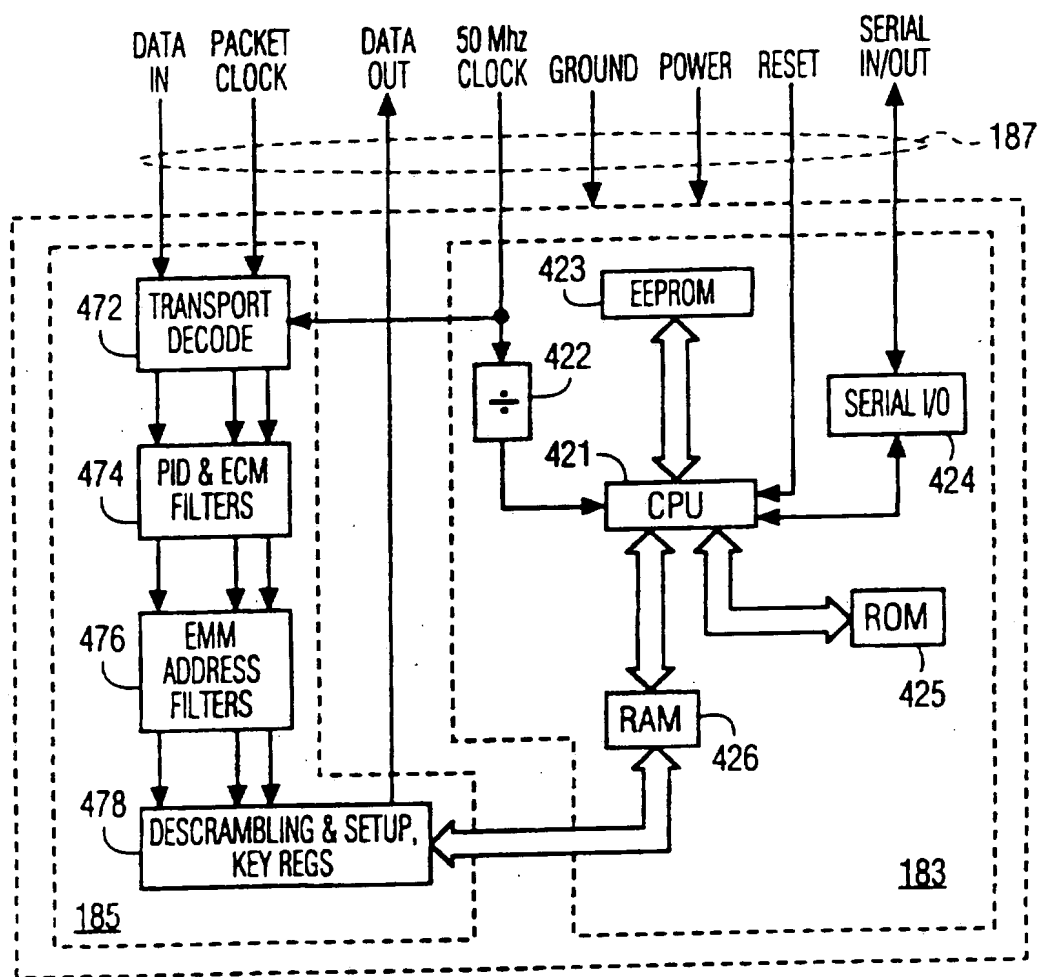 DATA
IN
PACKET
CLOCK
DATA
OUT
50 Mhz
CLOCK
GROUND
POWER
RESET
SERIAL
IN/OUT
187
472
TRANSPORT
DECODE
423
EEPROM
422
÷
SERIAL I/O
424
474
PID & ECM
FILTERS
421
CPU
476
EMM
ADDRESS
FILTERS
ROM
425
RAM
426
478
DESCRAMBLING & SETUP,
KEY REGS
185
183